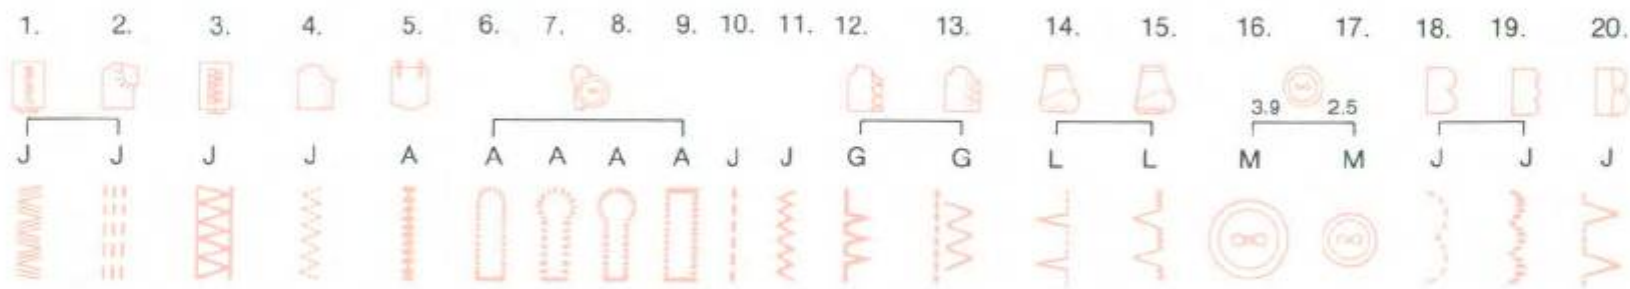 1. 2. 3. 4. 5. 6. 7. 8. 9. 10. 11. 12. 13. 14. 15. 16. 17. 18. 19. 20.
3.9 2.5
J J J J A A A A A J J G G L L M M J J J